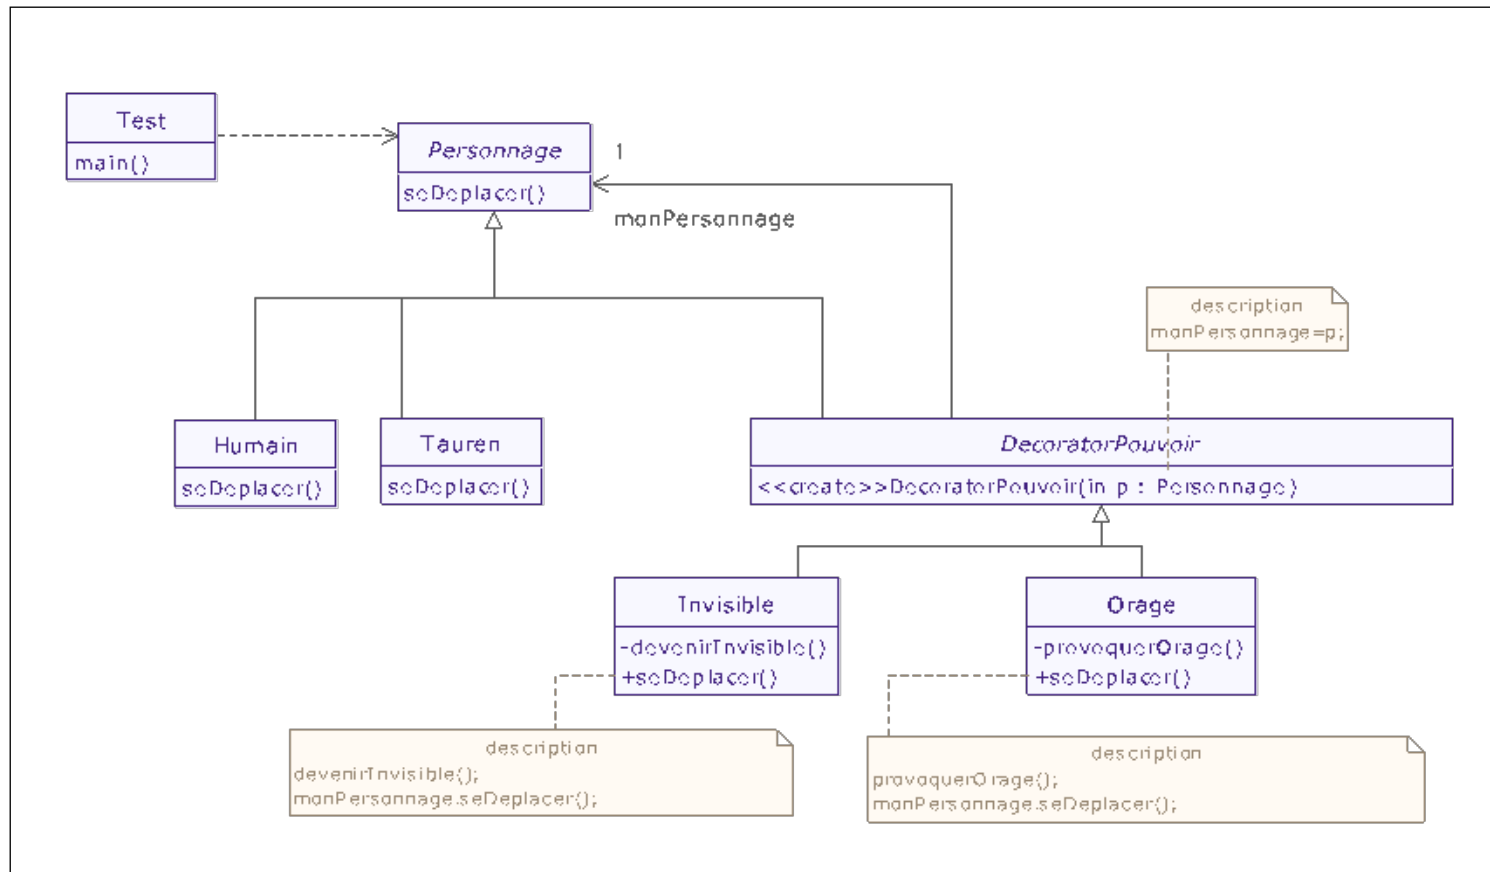 Test
main()
Personnage
seDeplacer()
1
monPersonnage
description
monPersonnage=p;
Humain
seDeplacer()
Tauren
seDeplacer()
DecoratorPouvoir
<<create>>DecoratorPouvoir(in p : Personnage)
Invisible
-devenirInvisible()
+seDeplacer()
Orage
-provoquerOrage()
+seDeplacer()
description
devenirInvisible();
monPersonnage.seDeplacer();
description
provoquerOrage();
monPersonnage.seDeplacer();